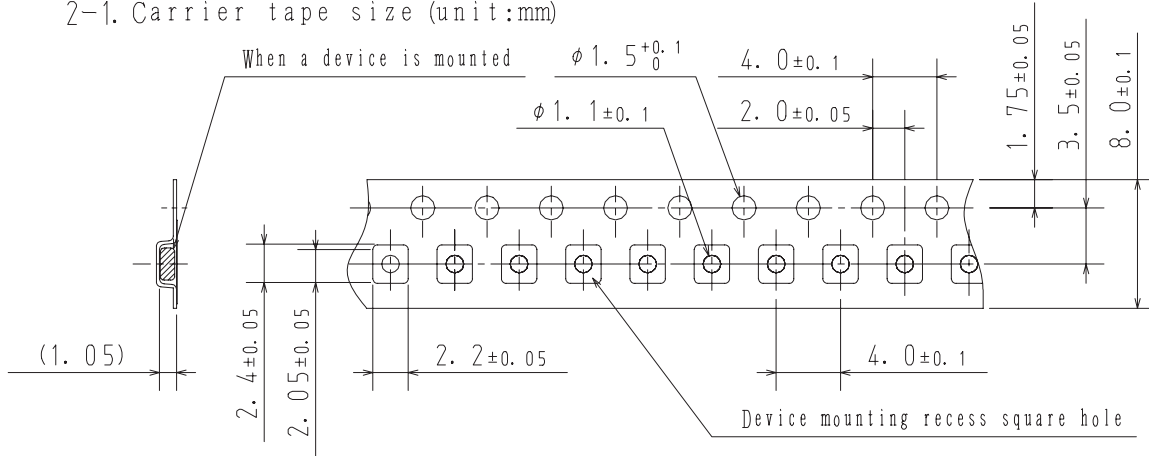 2-1. Carrier tape size (unit:mm)
When a device is mounted
φ1.5 +0.1 0
4.0±0.1
φ1.1±0.1
2.0±0.05
1.75±0.05
3.5±0.05
8.0±0.1
(1.05)
2.4±0.05
2.05±0.05
2.2±0.05
4.0±0.1
Device mounting recess square hole